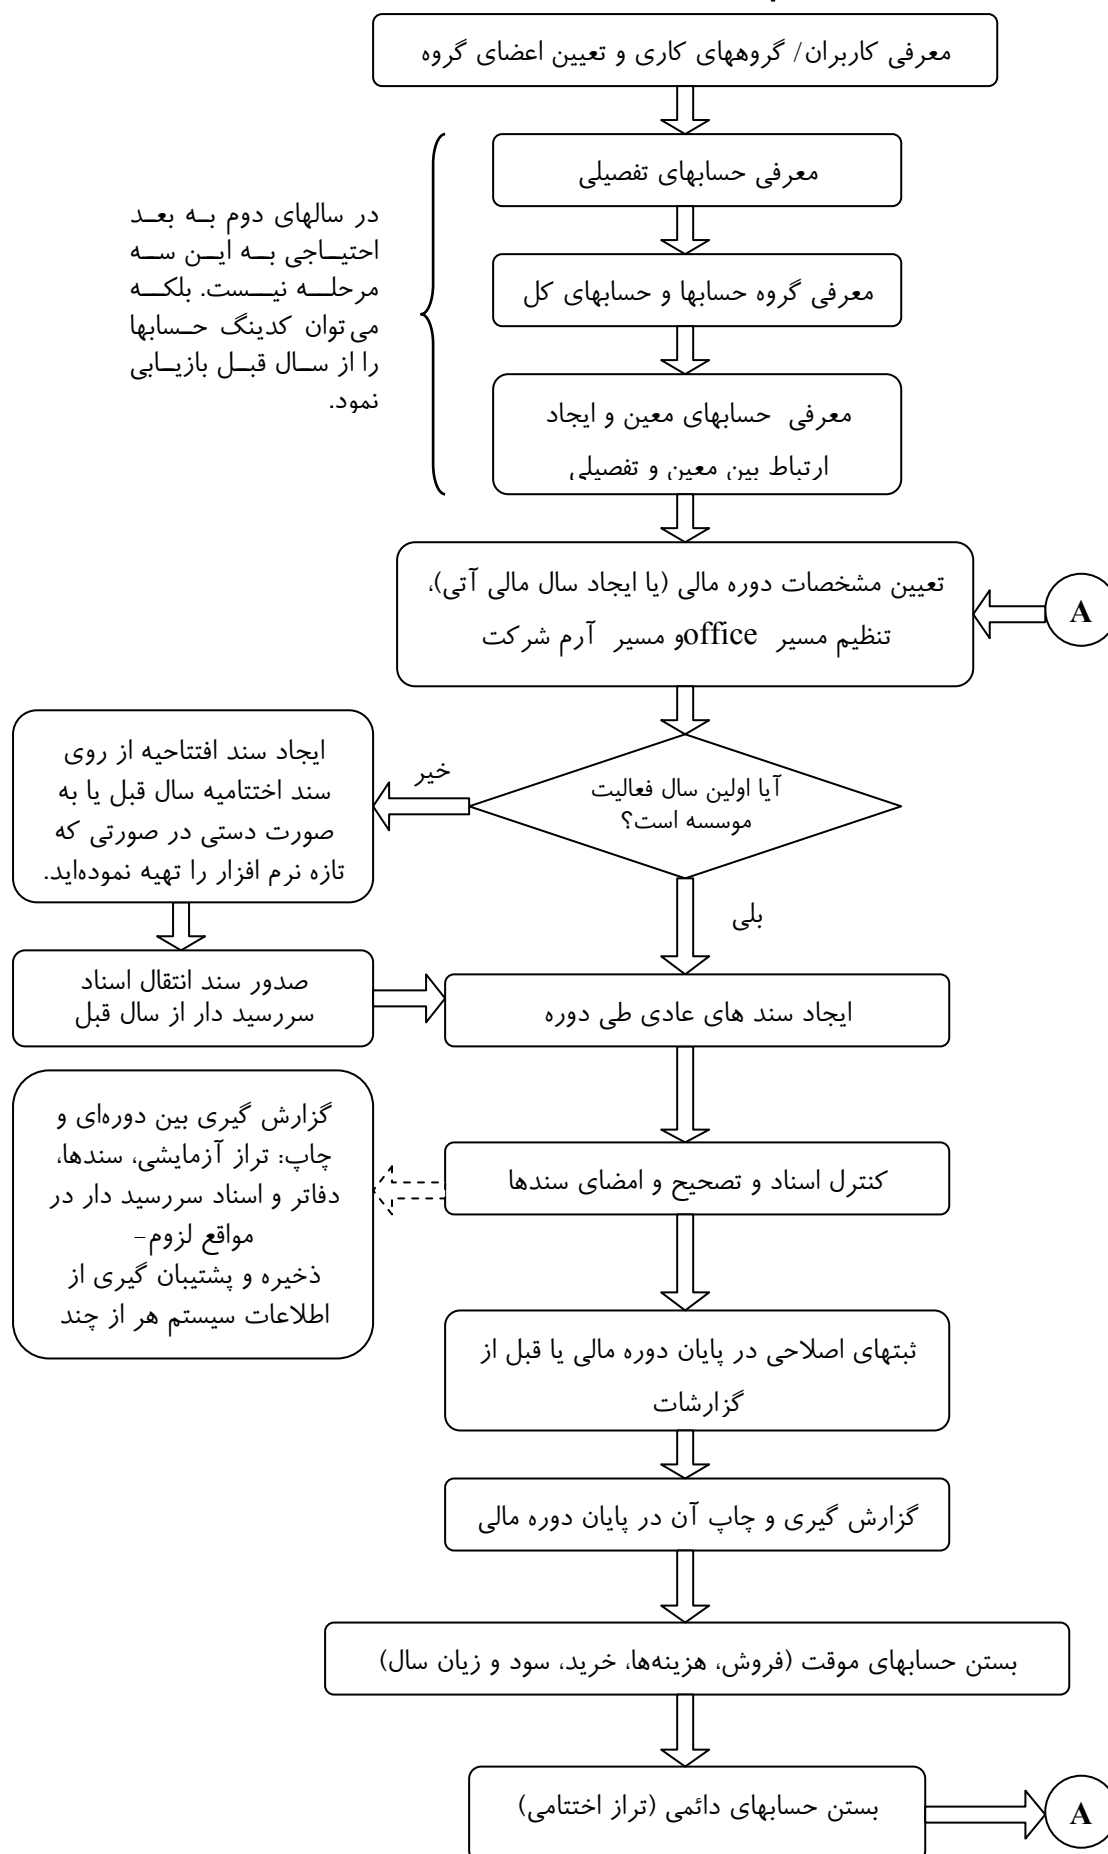 معرفی کاربران/ گروههای کاری و تعیین اعضای گروه
معرفی حسابهای تفصیلی
در سالهای دوم به بعد
احتیاجی به این سه
مرحله نیست. بلکه
می‌توان کدینگ حسابها
را از سال قبل بازیابی
نمود.
معرفی گروه حسابها و حسابهای کل
معرفی حسابهای معین و ایجاد
ارتباط بین معین و تفصیلی
تعیین مشخصات دوره مالی (یا ایجاد سال مالی آتی)،
تنظیم مسیر office و مسیر آرم شرکت
A
آیا اولین سال فعالیت
موسسه است؟
خیر
ایجاد سند افتتاحیه از روی
سند اختتامیه سال قبل یا به
صورت دستی در صورتی که
تازه نرم افزار را تهیه نموده‌اید.
بلی
صدور سند انتقال اسناد
سررسید دار از سال قبل
ایجاد سند های عادی طی دوره
کنترل اسناد و تصحیح و امضای سندها
گزارش گیری بین دوره‌ای و
چاپ: تراز آزمایشی، سندها،
دفاتر و اسناد سررسید دار در
مواقع لزوم-
ذخیره و پشتیبان گیری از
اطلاعات سیستم هر از چند
ثبتهای اصلاحی در پایان دوره مالی یا قبل از
گزارشات
گزارش گیری و چاپ آن در پایان دوره مالی
بستن حسابهای موقت (فروش، هزینه‌ها، خرید، سود و زیان سال)
بستن حسابهای دائمی (تراز اختتامی)
A